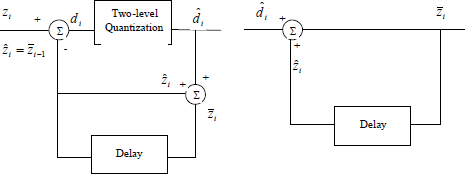 z_i
+
Σ
d_i
Two-level
Quantization
d̂_i
ẑ_i = z̄_{i-1}
-
ẑ_i
+
+
Σ
z̄_i
Delay
d̂_i
+
Σ
z̄_i
+
ẑ_i
Delay